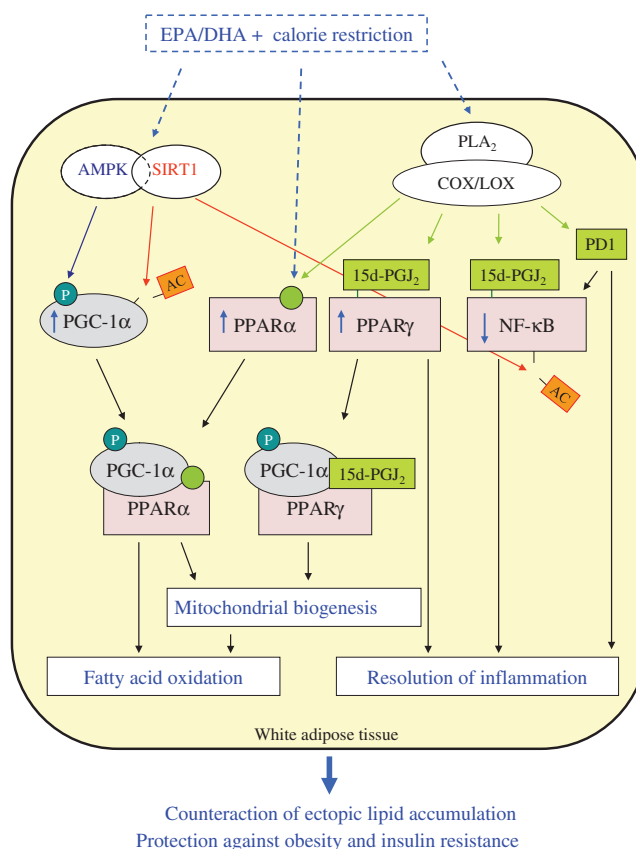 EPA/DHA + calorie restriction
PLA2
AMPK
SIRT1
COX/LOX
PD1
AC
15d-PGJ2
15d-PGJ2
P
PGC-1α
PPARα
PPARγ
NF-κB
AC
P
P
PGC-1α
PGC-1α
15d-PGJ2
PPARα
PPARγ
Mitochondrial biogenesis
Fatty acid oxidation
Resolution of inflammation
White adipose tissue
Counteraction of ectopic lipid accumulation
Protection against obesity and insulin resistance